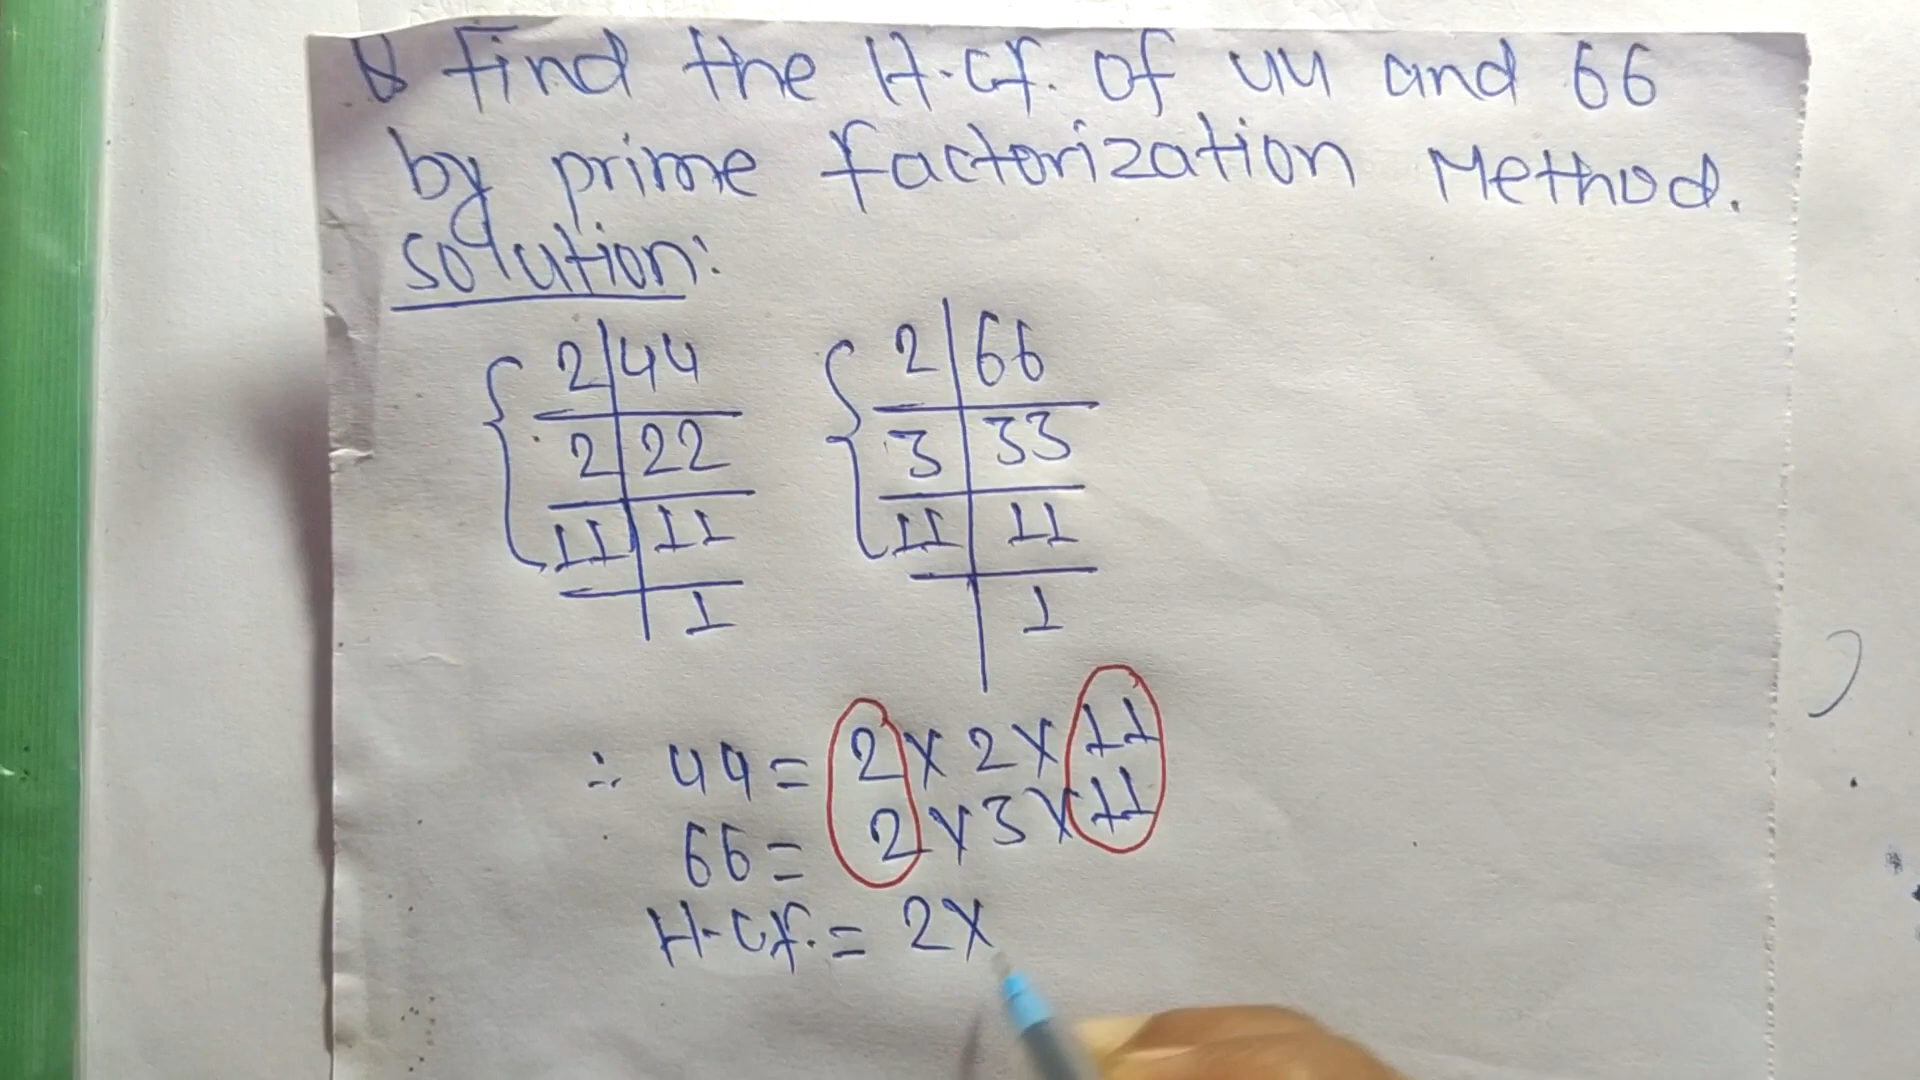 Q Find the H.C.F. of 44 and 66
by prime factorization Method.
Solution:
2|44
2|22
11|11
1
2|66
3|33
11|11
1
∴ 44 = 2×2×11
66 = 2×3×11
H.C.F. = 2×